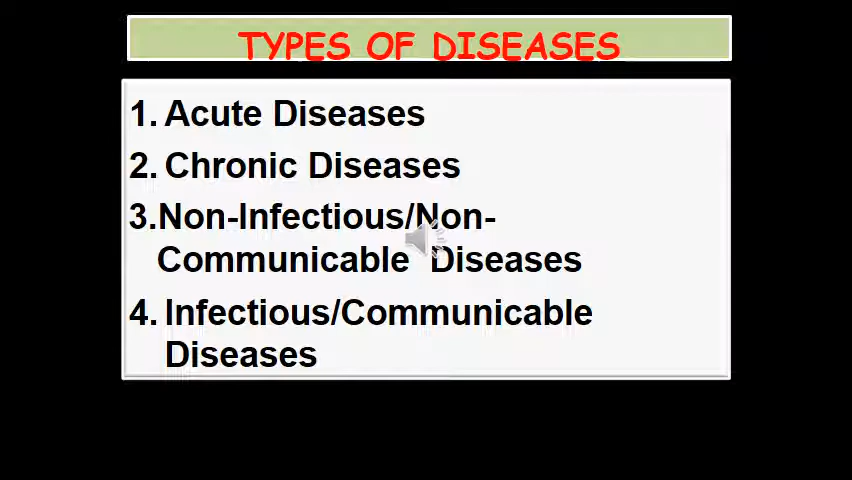 TYPES OF DISEASES
1. Acute Diseases
2. Chronic Diseases
3.Non-Infectious/Non-
Communicable Diseases
4. Infectious/Communicable
Diseases